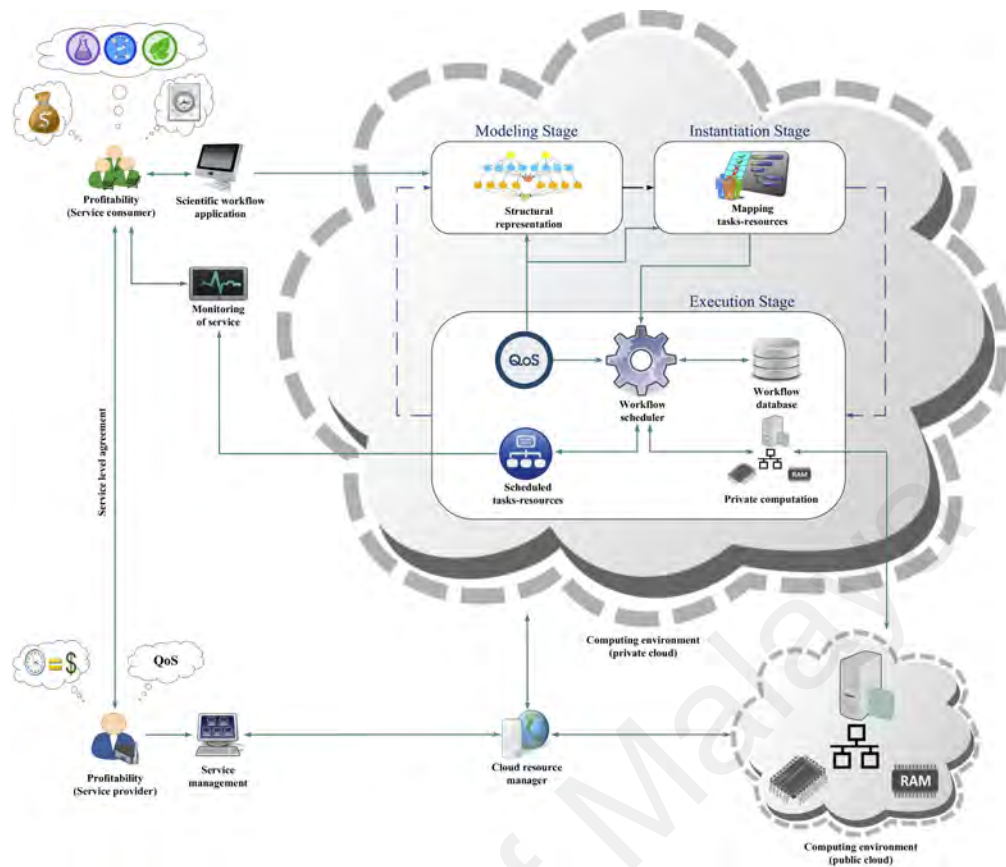 $
Modeling Stage
Instantiation Stage
Structural
representation
Mapping
tasks-resources
Profitability
(Service consumer)
Scientific workflow
application
Monitoring
of service
Execution Stage
QoS
Workflow
scheduler
Workflow
database
Scheduled
tasks-resources
RAM
Private computation
Service level agreement
Computing environment
(private cloud)
= $
QoS
Profitability
(Service provider)
Service
management
Cloud resource
manager
RAM
Computing environment
(public cloud)
of Malaya